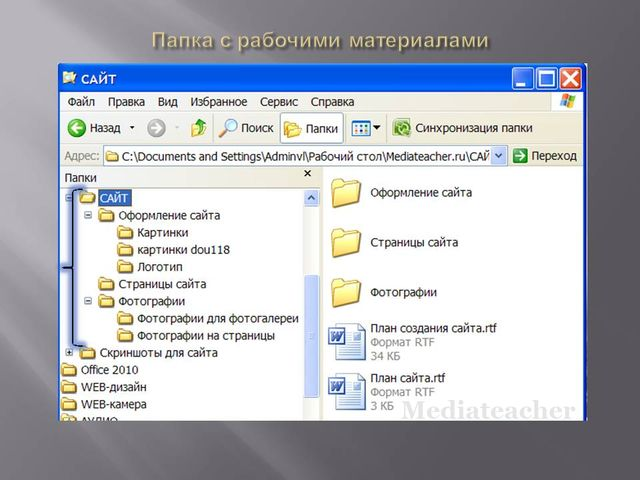 Папка с рабочими материалами
САЙТ
Файл Правка Вид Избранное Сервис Справка
Назад Поиск Папки Синхронизация папки
Адрес: C:\Documents and Settings\Adminvl\Рабочий стол\Mediateacher.ru\САЙ Переход
Папки
САЙТ
Оформление сайта
Картинки
картинки dou118
Логотип
Страницы сайта
Фотографии
Фотографии для фотогалереи
Фотографии на страницы
Скриншоты для сайта
Office 2010
WEB-дизайн
WEB-камера
АУДИО
Оформление сайта
Страницы сайта
Фотографии
План создания сайта.rtf
Формат RTF
34 КБ
План сайта.rtf
Формат RTF
3 КБ
Mediateacher